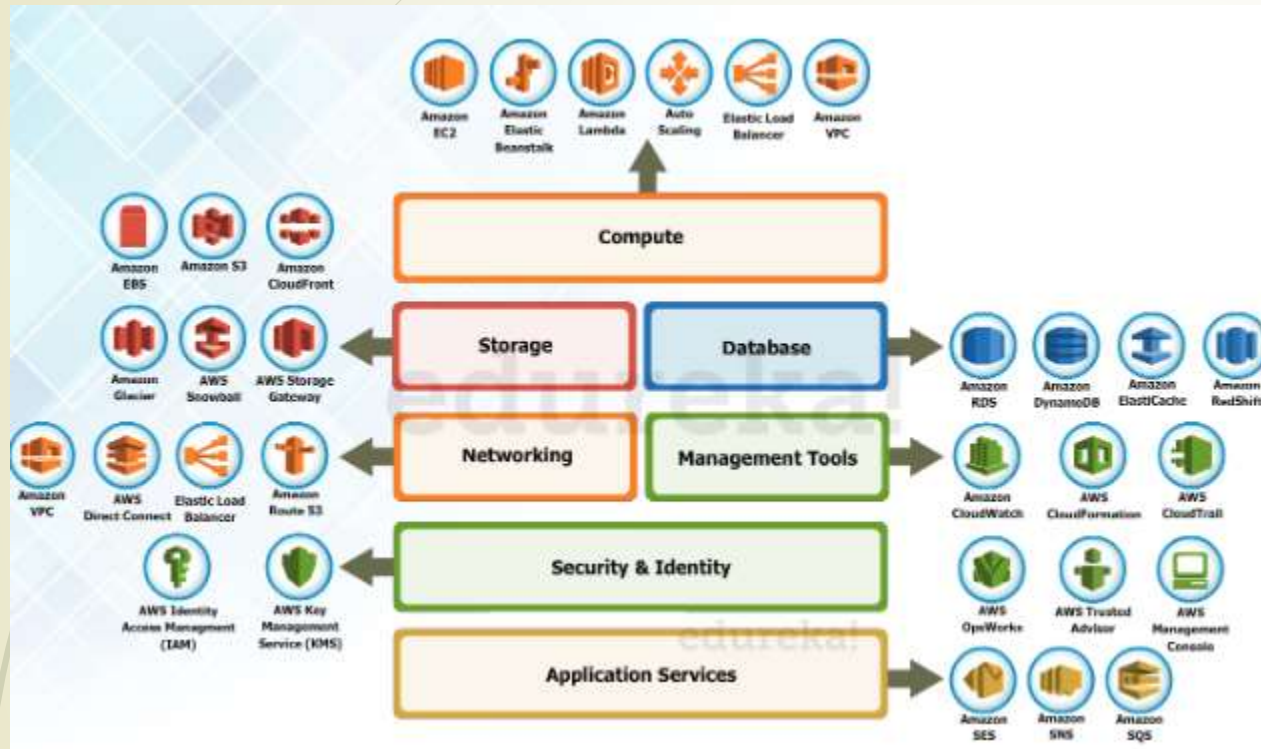 Amazon
EC2
Amazon
Elastic
Beanstalk
Amazon
Lambda
Auto
Scaling
Elastic Load
Balancer
Amazon
VPC
Compute
Amazon
EBS
Amazon S3
Amazon
CloudFront
Storage
Database
Amazon
Glacier
AWS
Snowball
AWS Storage
Gateway
Amazon
RDS
Amazon
DynamoDB
Amazon
ElastiCache
Amazon
RedShift
edureka!
Networking
Management Tools
Amazon
VPC
AWS
Direct Connect
Elastic Load
Balancer
Amazon
Route 53
Amazon
CloudWatch
AWS
CloudFormation
AWS
CloudTrail
Security & Identity
AWS Identity
Access Managment
(IAM)
AWS Key
Management
Service (KMS)
AWS
OpsWorks
AWS Trusted
Advisor
AWS
Management
Console
edureka!
Application Services
Amazon
SES
Amazon
SNS
Amazon
SQS